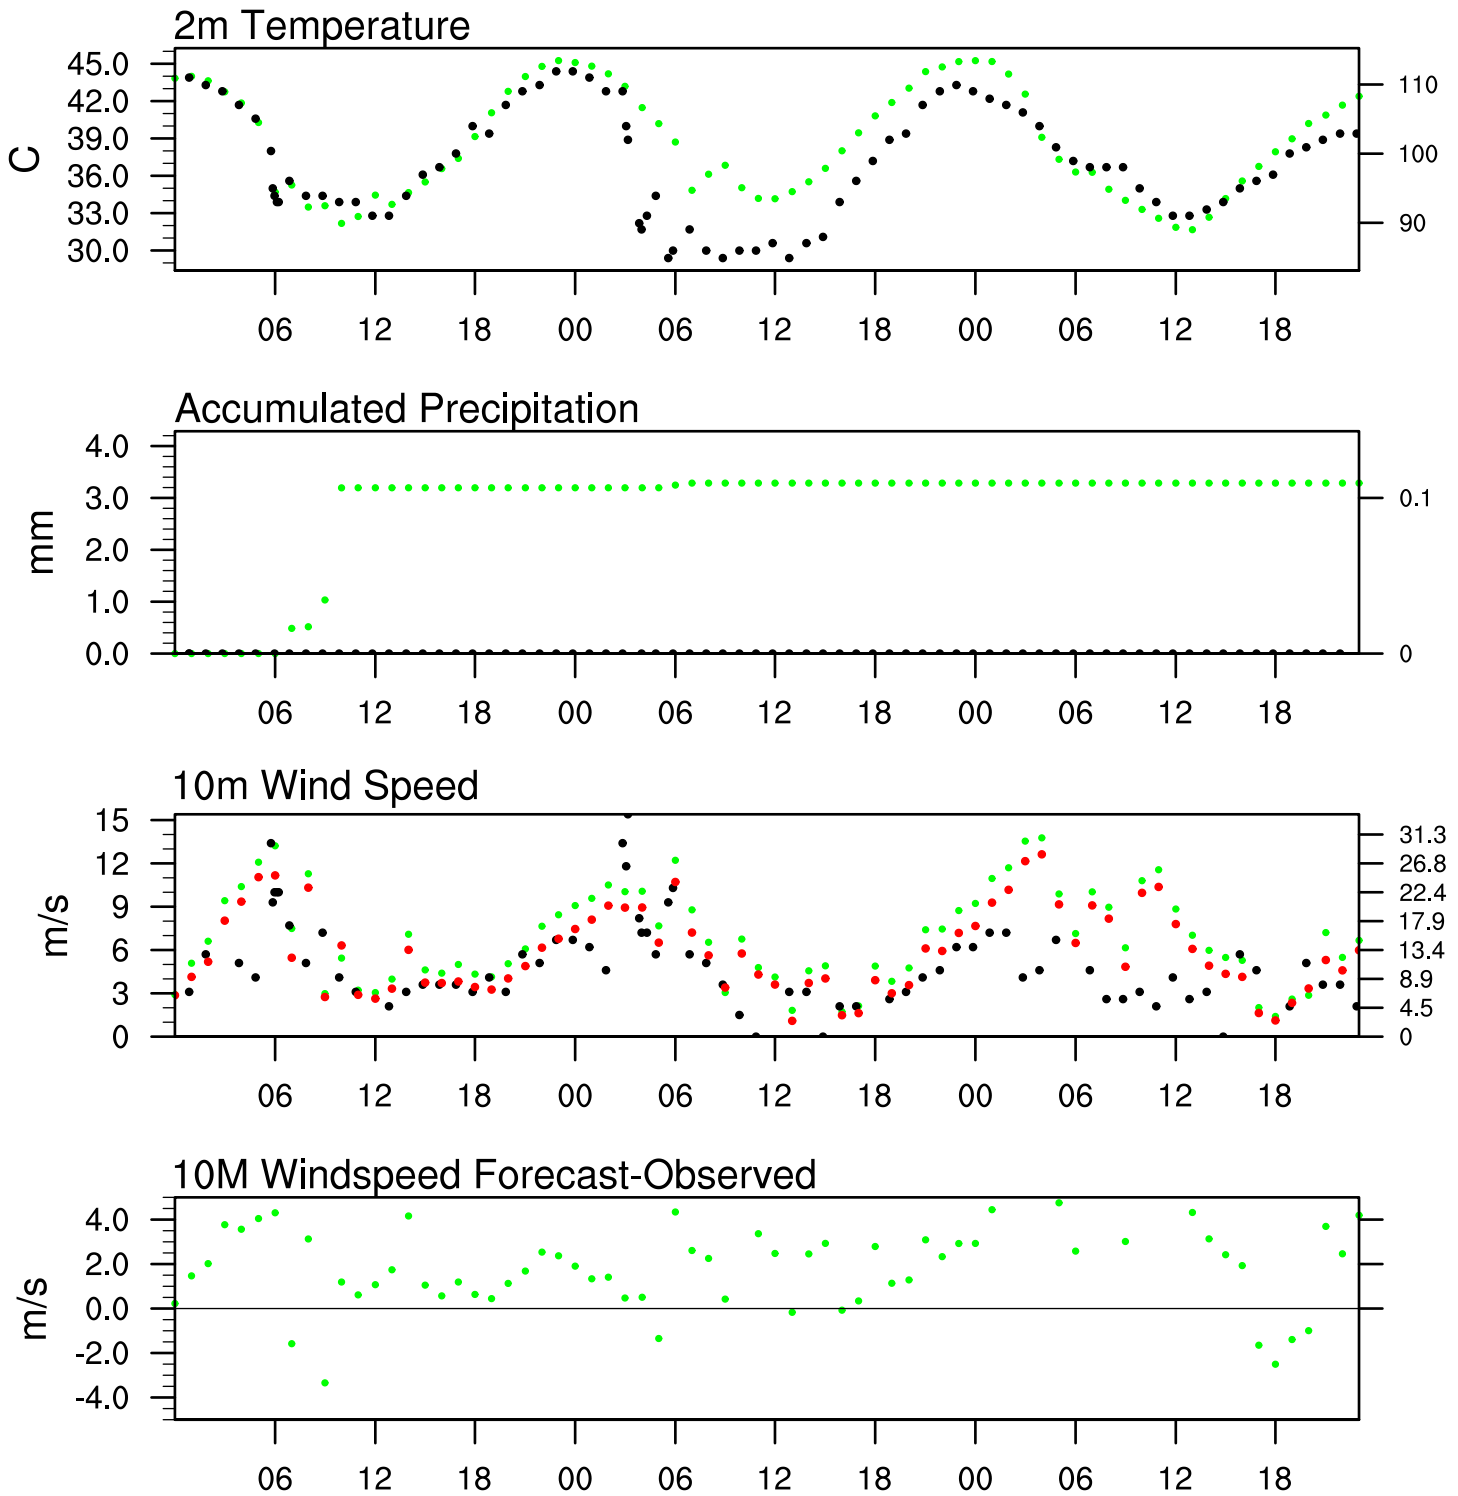 2m Temperature
45.0
42.0
39.0
36.0
33.0
30.0
C
110
100
90
06 12 18 00 06 12 18 00 06 12 18
Accumulated Precipitation
4.0
3.0
2.0
1.0
0.0
mm
0.1
0
06 12 18 00 06 12 18 00 06 12 18
10m Wind Speed
15
12
9
6
3
0
m/s
31.3
26.8
22.4
17.9
13.4
8.9
4.5
0
06 12 18 00 06 12 18 00 06 12 18
10M Windspeed Forecast-Observed
4.0
2.0
0.0
-2.0
-4.0
m/s
06 12 18 00 06 12 18 00 06 12 18